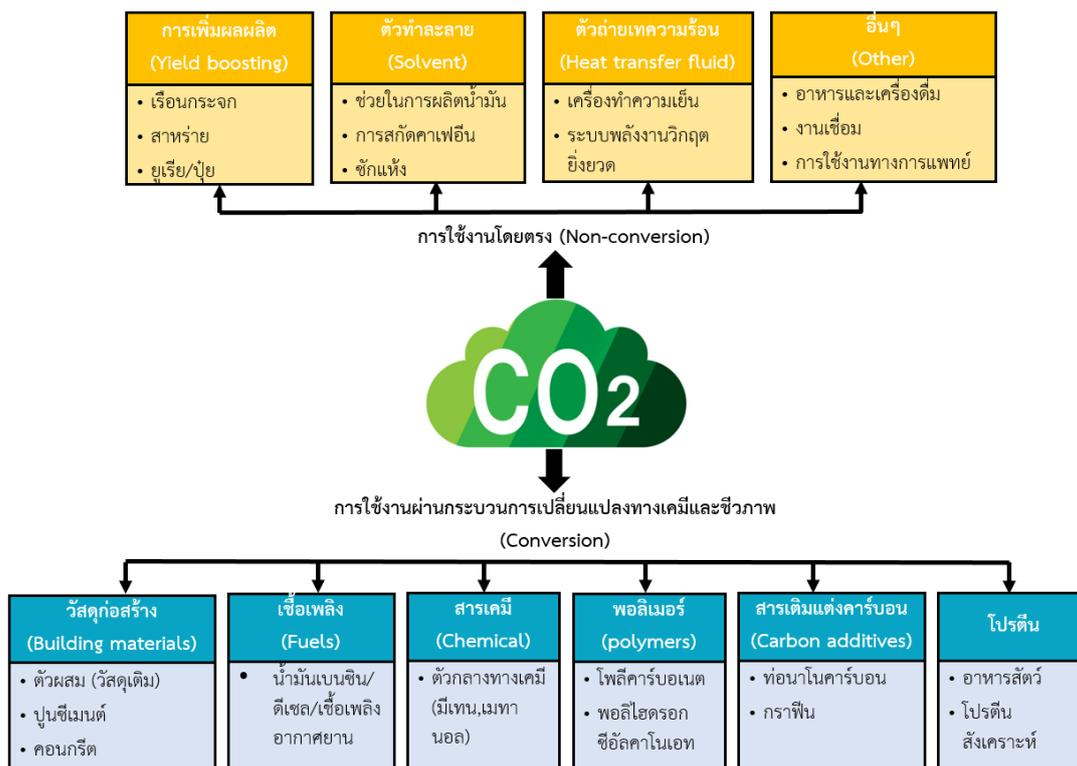 การเพิ่มผลผลิต
(Yield boosting)
• เรือนกระจก
• สาหร่าย
• ยูเรีย/ปุ๋ย
ตัวทำละลาย
(Solvent)
• ช่วยในการผลิตน้ำมัน
• การสกัดคาเฟอีน
• ซักแห้ง
ตัวถ่ายเทความร้อน
(Heat transfer fluid)
• เครื่องทำความเย็น
• ระบบพลังงานวิกฤต
ยิ่งยวด
อื่นๆ
(Other)
• อาหารและเครื่องดื่ม
• งานเชื่อม
• การใช้งานทางการแพทย์
การใช้งานโดยตรง (Non-conversion)
CO2
การใช้งานผ่านกระบวนการเปลี่ยนแปลงทางเคมีและชีวภาพ
(Conversion)
วัสดุก่อสร้าง
(Building materials)
• ตัวผสม (วัสดุเติม)
• ปูนซีเมนต์
• คอนกรีต
เชื้อเพลิง
(Fuels)
• น้ำมันเบนซิน/
ดีเซล/เชื้อเพลิง
อากาศยาน
สารเคมี
(Chemical)
• ตัวกลางทางเคมี
(มีเทน,เมทา
นอล)
พอลิเมอร์
(polymers)
• โพลีคาร์บอเนต
• พอลิไฮดรอก
ซีอัลคาโนเอท
สารเติมแต่งคาร์บอน
(Carbon additives)
• ท่อนาโนคาร์บอน
• กราฟีน
โปรตีน
• อาหารสัตว์
• โปรตีน
สังเคราะห์